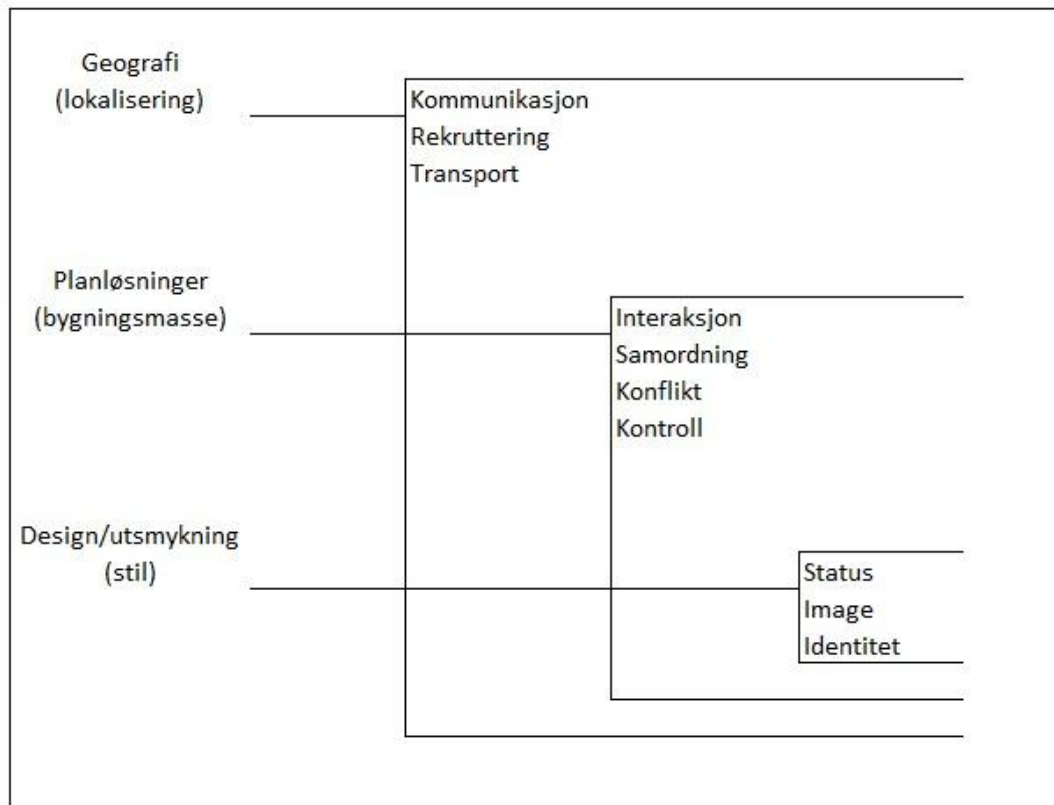 Geografi
(lokalisering)
Kommunikasjon
Rekruttering
Transport
Planløsninger
(bygningsmasse)
Interaksjon
Samordning
Konflikt
Kontroll
Design/utsmykning
(stil)
Status
Image
Identitet